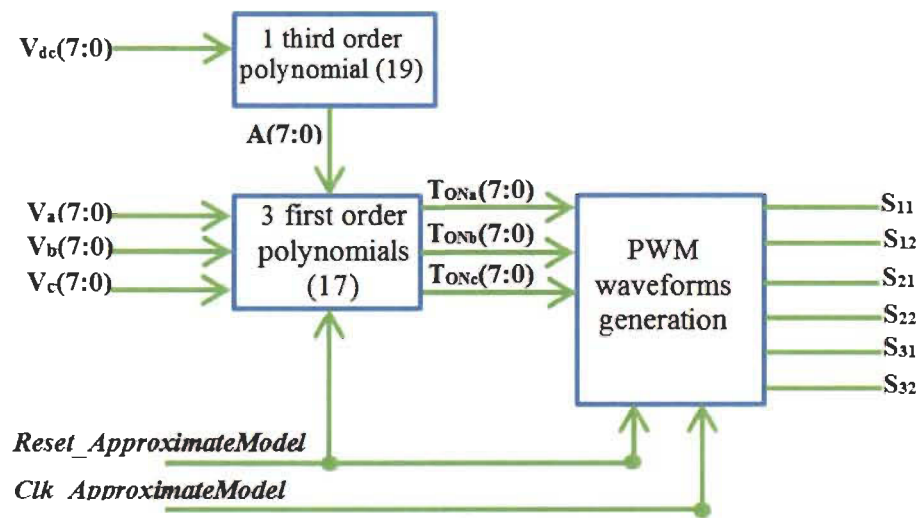 Vdc(7:0)
1 third order
polynomial (19)
A(7:0)
Va(7:0)
Vb(7:0)
Vc(7:0)
3 first order
polynomials
(17)
TONa(7:0)
TONb(7:0)
TONc(7:0)
PWM
waveforms
generation
S11
S12
S21
S22
S31
S32
Reset_ApproximateModel
Clk_ApproximateModel